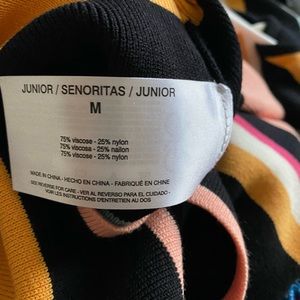 JUNIOR / SENORITAS / JUNIOR
M
75% viscose - 25% nylon
75% viscosa - 25% nailon
75% viscose - 25% nylon
MADE IN CHINA - HECHO EN CHINA - FABRIQUÉ EN CHINE
SEE REVERSE FOR CARE - VER AL REVERSO PARA EL CUIDADO -
VOIR LES INSTRUCTIONS D'ENTRETIEN AU DOS